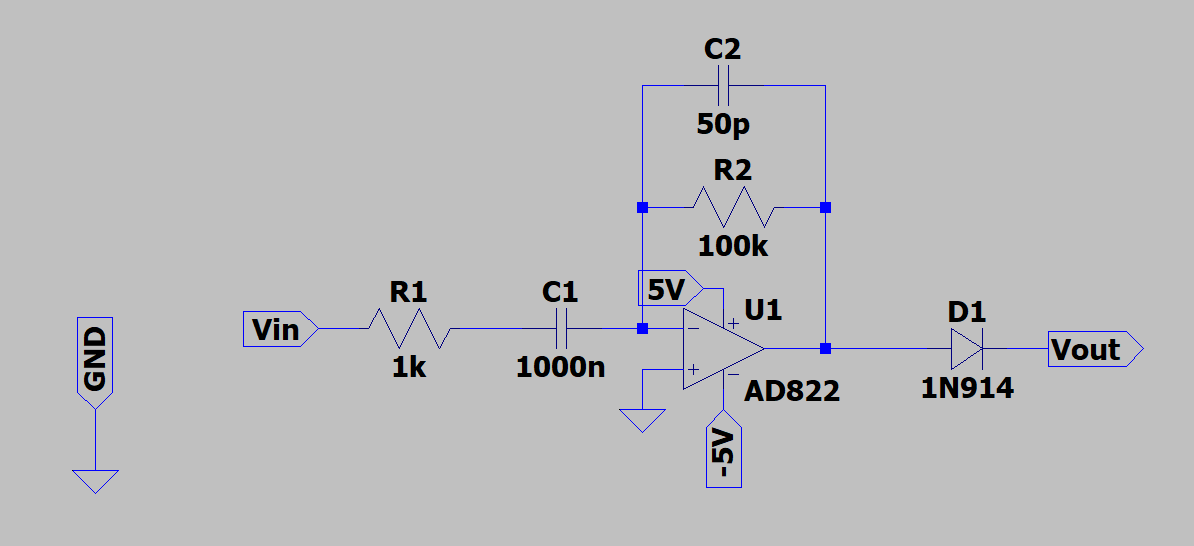 C2
50p
R2
100k
5V
U1
R1
C1
D1
Vin
Vout
GND
1k
1000n
AD822
1N914
-5V